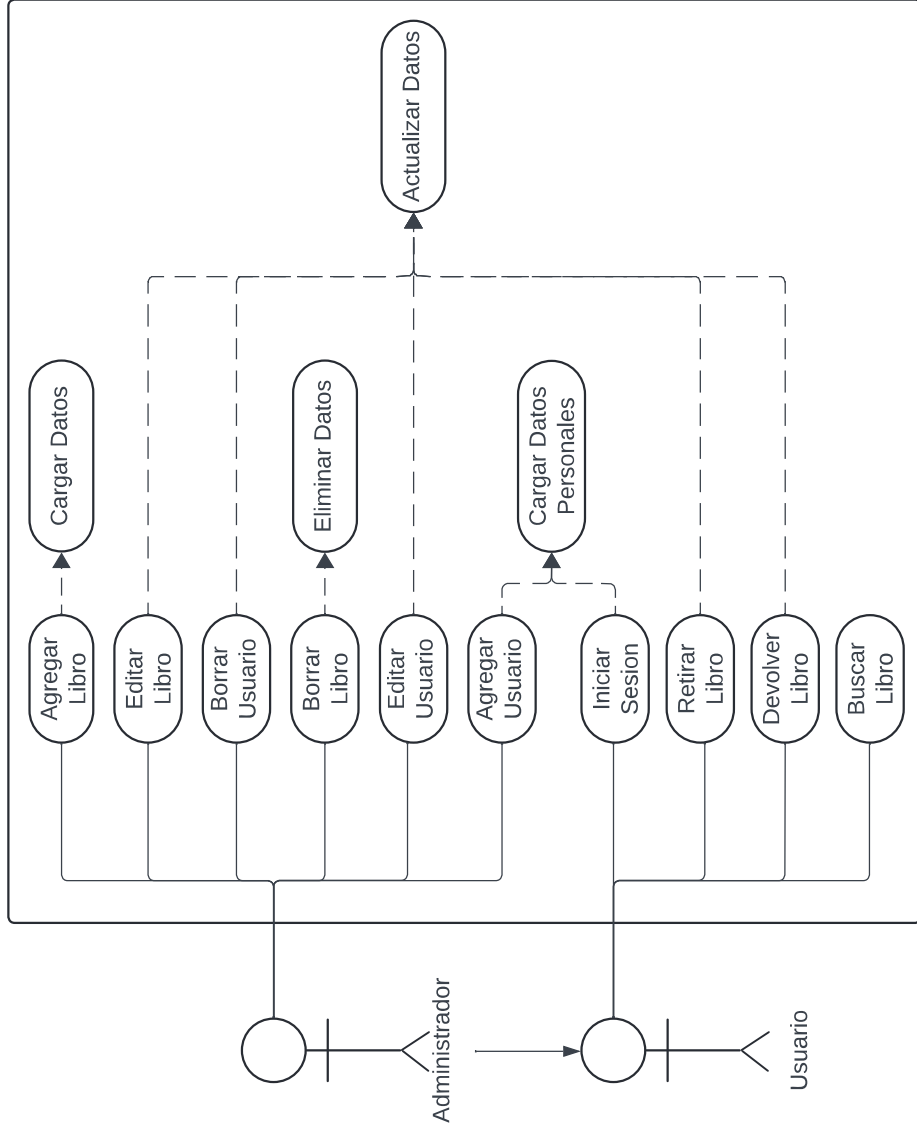 Agregar
Libro
Editar
Libro
Borrar
Usuario
Borrar
Libro
Editar
Usuario
Agregar
Usuario
Iniciar
Sesion
Retirar
Libro
Devolver
Libro
Buscar
Libro
Cargar Datos
Eliminar Datos
Cargar Datos
Personales
Actualizar Datos
Administrador
Usuario